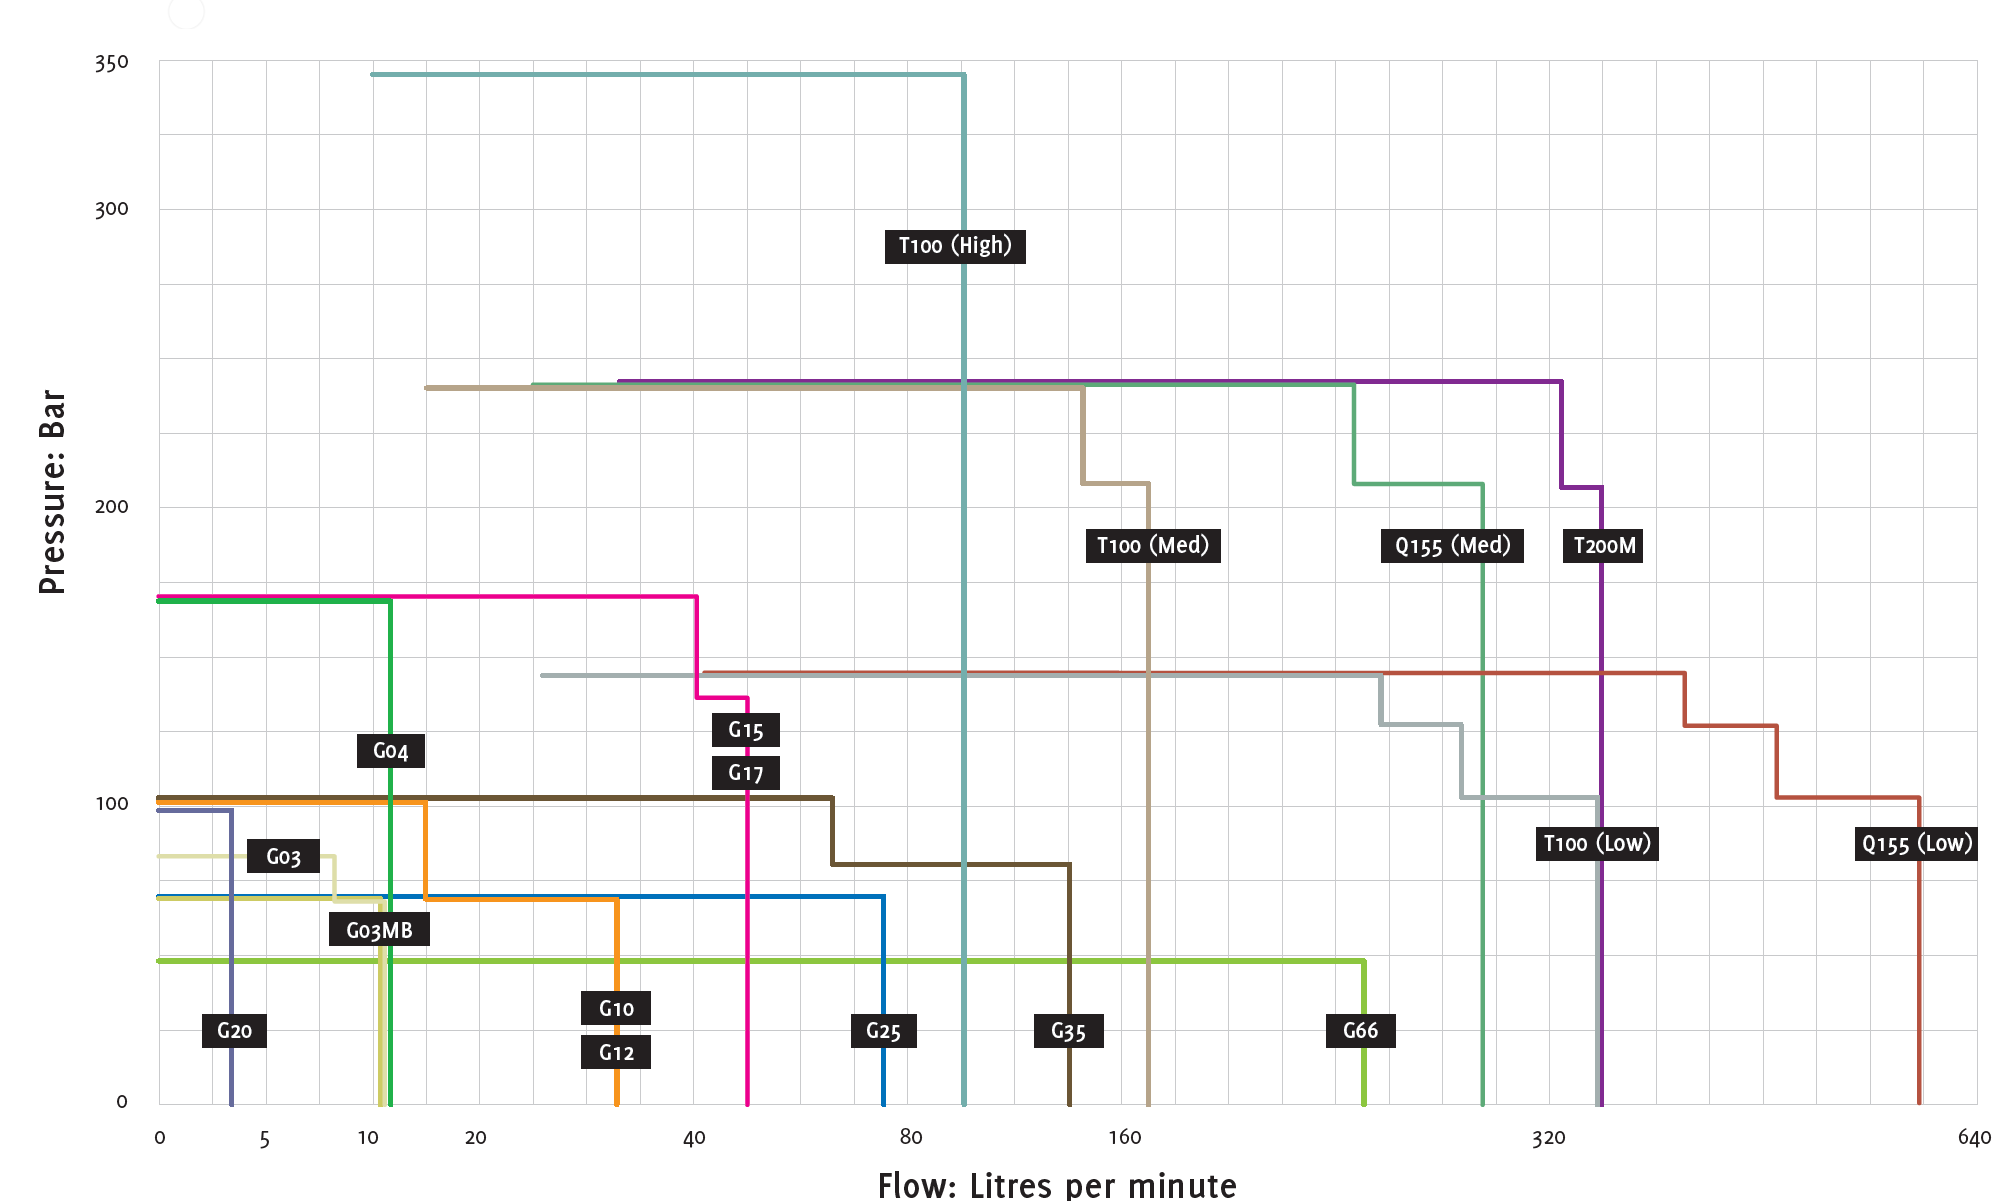 350
300
T100 (High)
Pressure: Bar
200
T100 (Med)
Q155 (Med)
T200M
G15
G04
G17
100
T100 (Low)
Q155 (Low)
G03
G03MB
G10
G20
G25
G35
G66
G12
0
0 5 10 20 40 80 160 320 640
Flow: Litres per minute